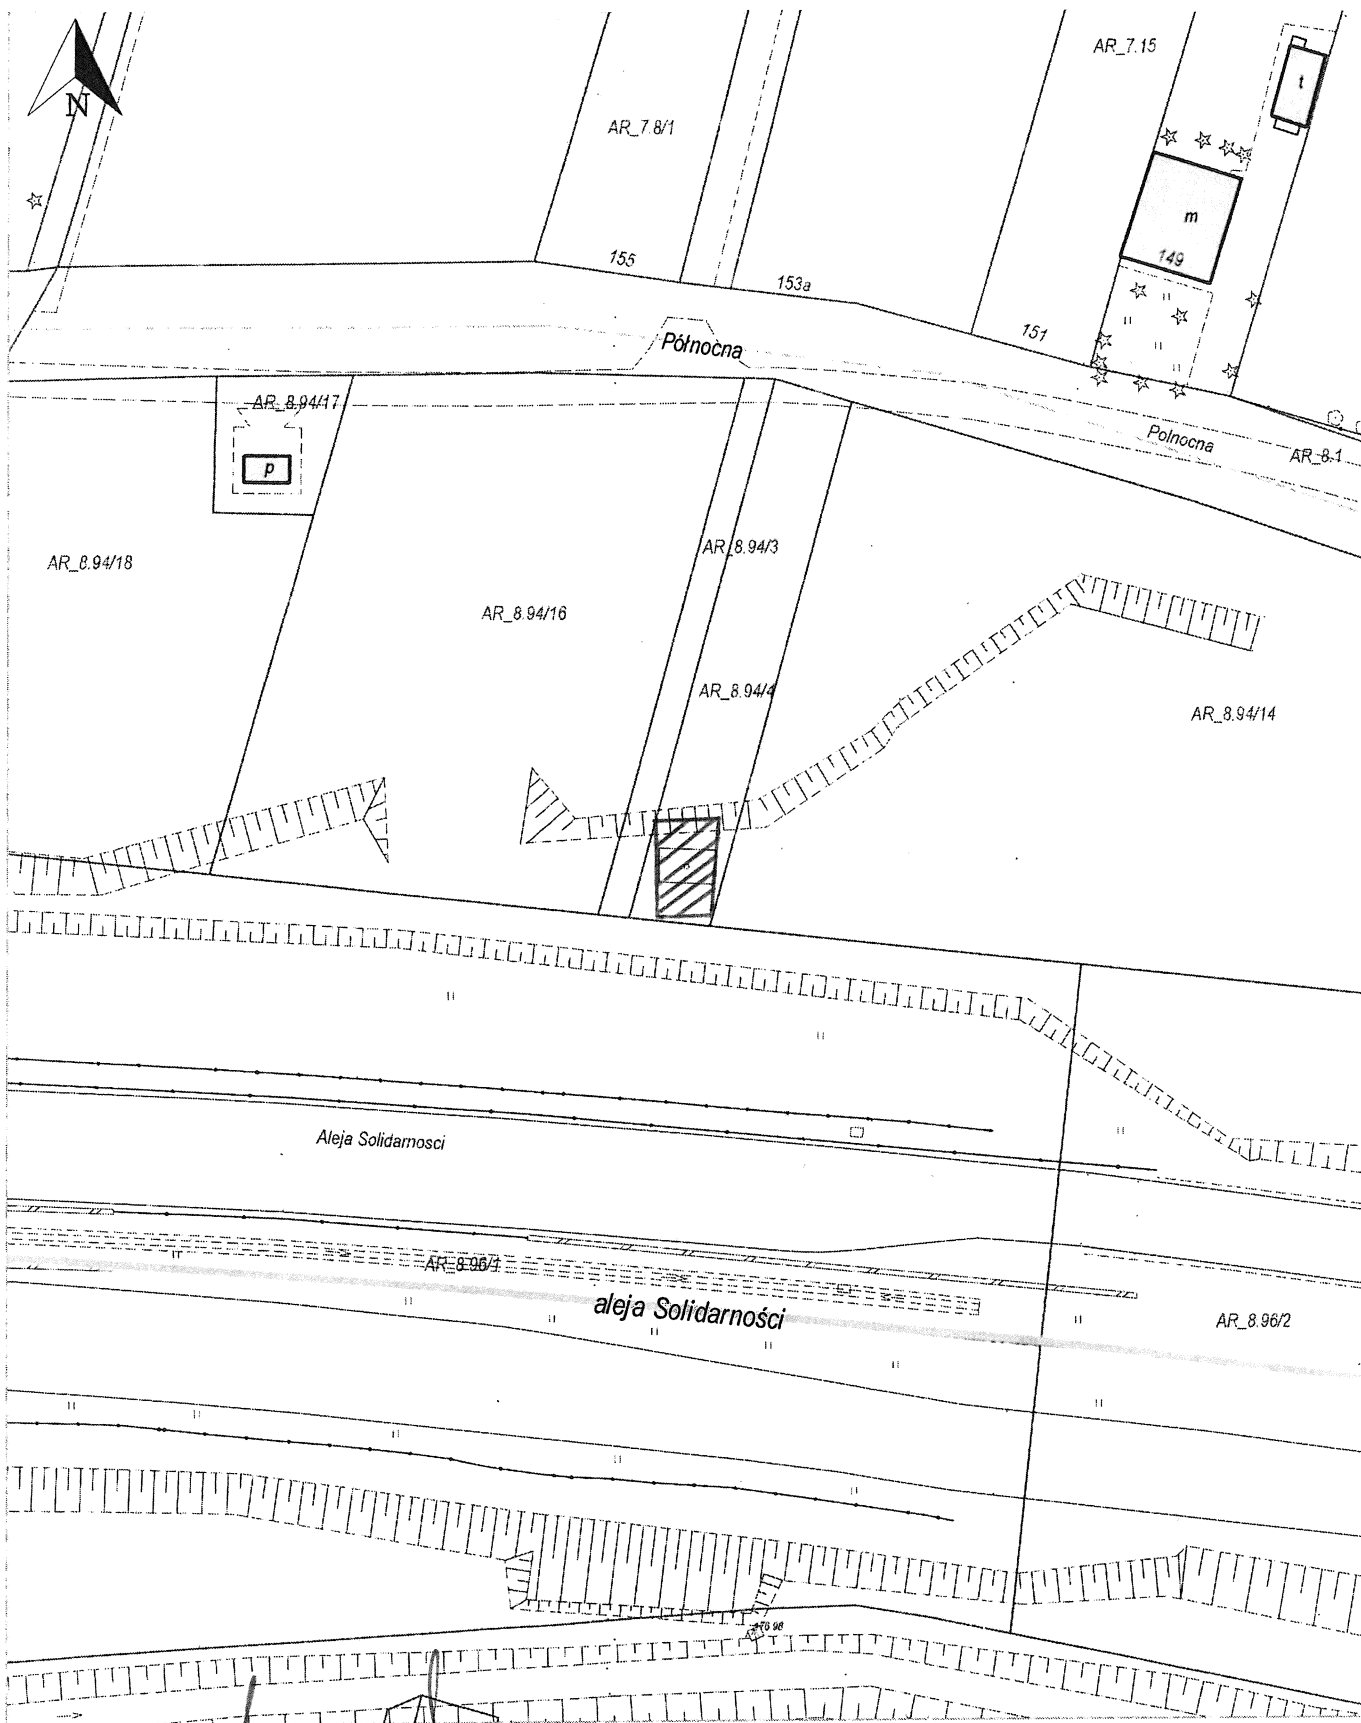 AR_7.15
t
N
AR_7.8/1
m
155
149
153a
151
Północna
AR_8.94/17
Polnocna
AR_8.1
p
AR_8.94/3
AR_8.94/18
AR_8.94/16
AR_8.94/4
AR_8.94/14
Aleja Solidarnosci
AR_8.96/1
aleja Solidarności
AR_8.96/2